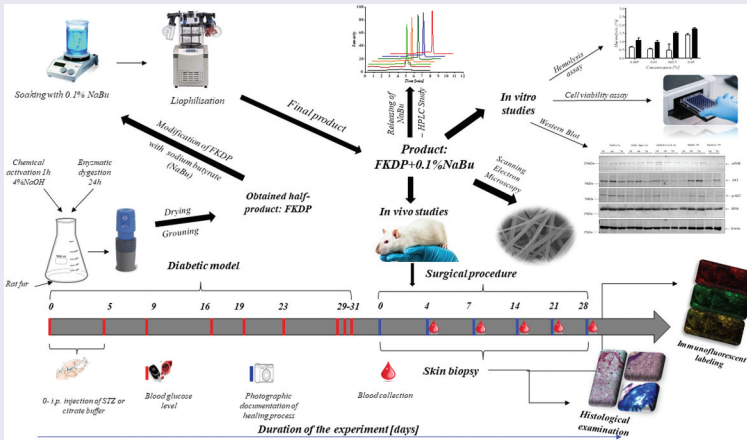 Soaking with 0.1% NaBu
Liophilisation
Final product
Modification of FKDP
with sodium butyrate
(NaBu)
Chemical
activation 1h
4%NaOH
Enzymatic
dygestion
24h
Rat fur
Drying
Grouning
Obtained half-
product: FKDP
Time [min]
Releasing of
NaBu
– HPLC Study
Product:
FKDP+0.1%NaBu
In vitro
studies
Hemolysis
assay
Concentration [%]
Cell viability assay
Western Blot
Scanning
Electron
Microscopy
In vivo studies
Diabetic model
Surgical procedure
0 5 9 16 19 23 29-31
0 4 7 14 21 28
0- i.p. injection of STZ or
citrate buffer
Blood glucose
level
Photographic
documentation of
healing process
Blood collection
Skin biopsy
Histological
examination
Immunofluorescent
labeling
Duration of the experiment [days]